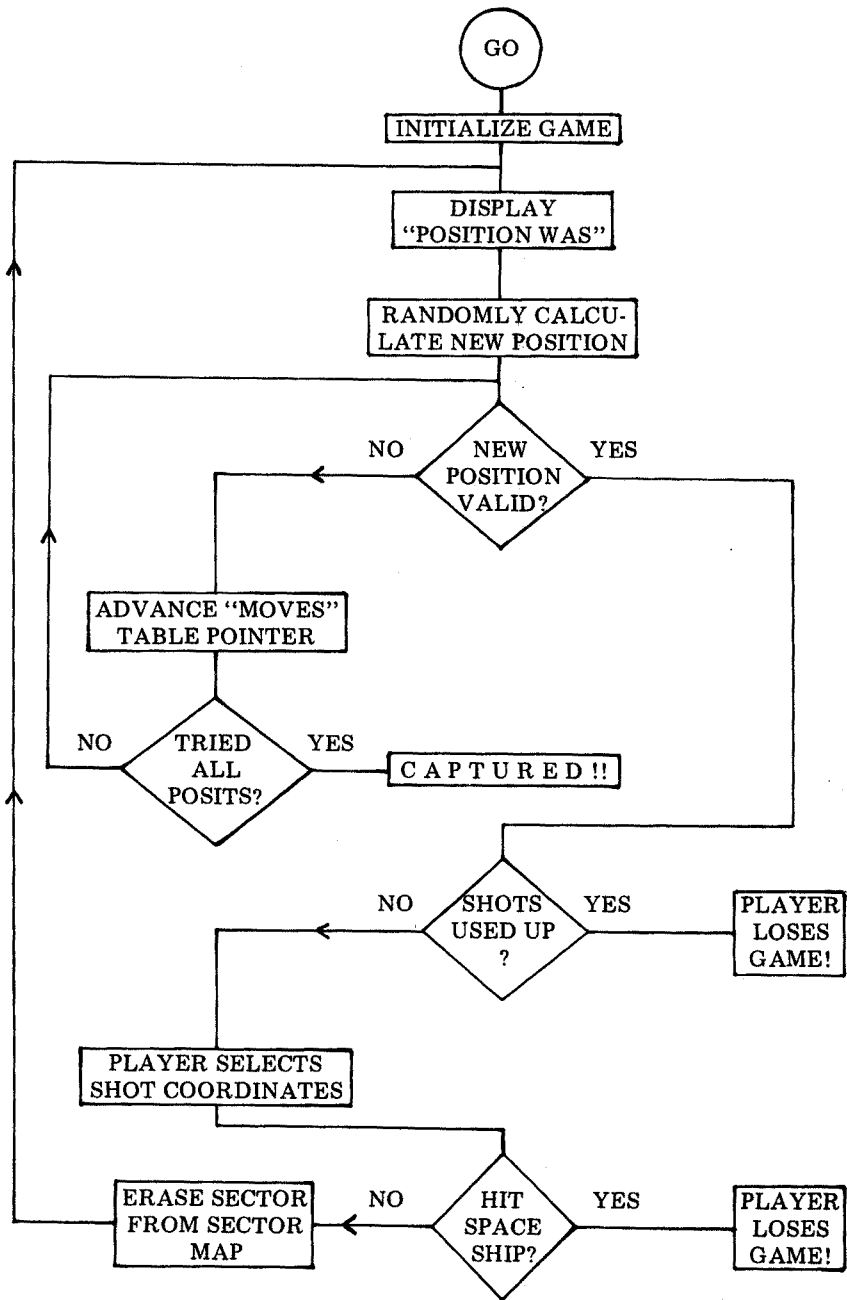 GO
INITIALIZE GAME
DISPLAY
“POSITION WAS”
RANDOMLY CALCU-
LATE NEW POSITION
NO
NEW
POSITION
VALID?
YES
ADVANCE “MOVES”
TABLE POINTER
NO
TRIED
ALL
POSITS?
YES
C A P T U R E D !!
NO
SHOTS
USED UP
?
YES
PLAYER
LOSES
GAME!
PLAYER SELECTS
SHOT COORDINATES
ERASE SECTOR
FROM SECTOR
MAP
NO
HIT
SPACE
SHIP?
YES
PLAYER
LOSES
GAME!